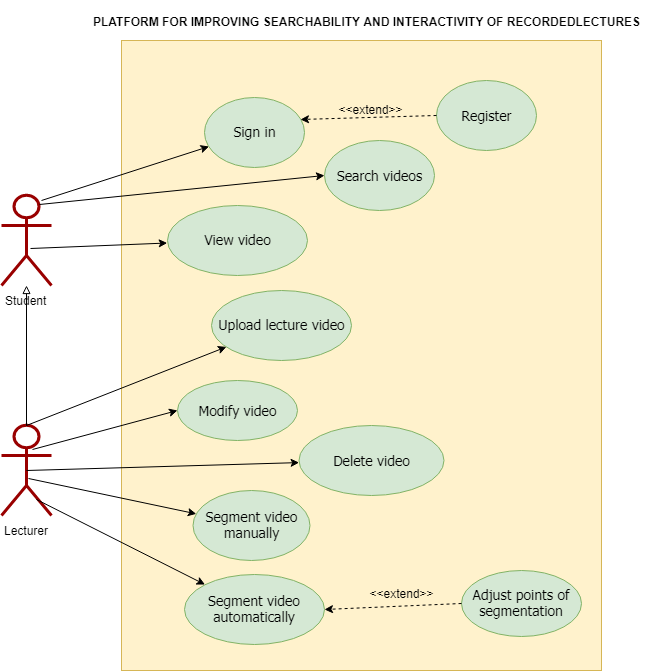 PLATFORM FOR IMPROVING SEARCHABILITY AND INTERACTIVITY OF RECORDEDLECTURES
<<extend>>
Register
Sign in
Search videos
View video
Student
Upload lecture video
Modify video
Delete video
Segment video
manually
Lecturer
Segment video
automatically
<<extend>>
Adjust points of
segmentation